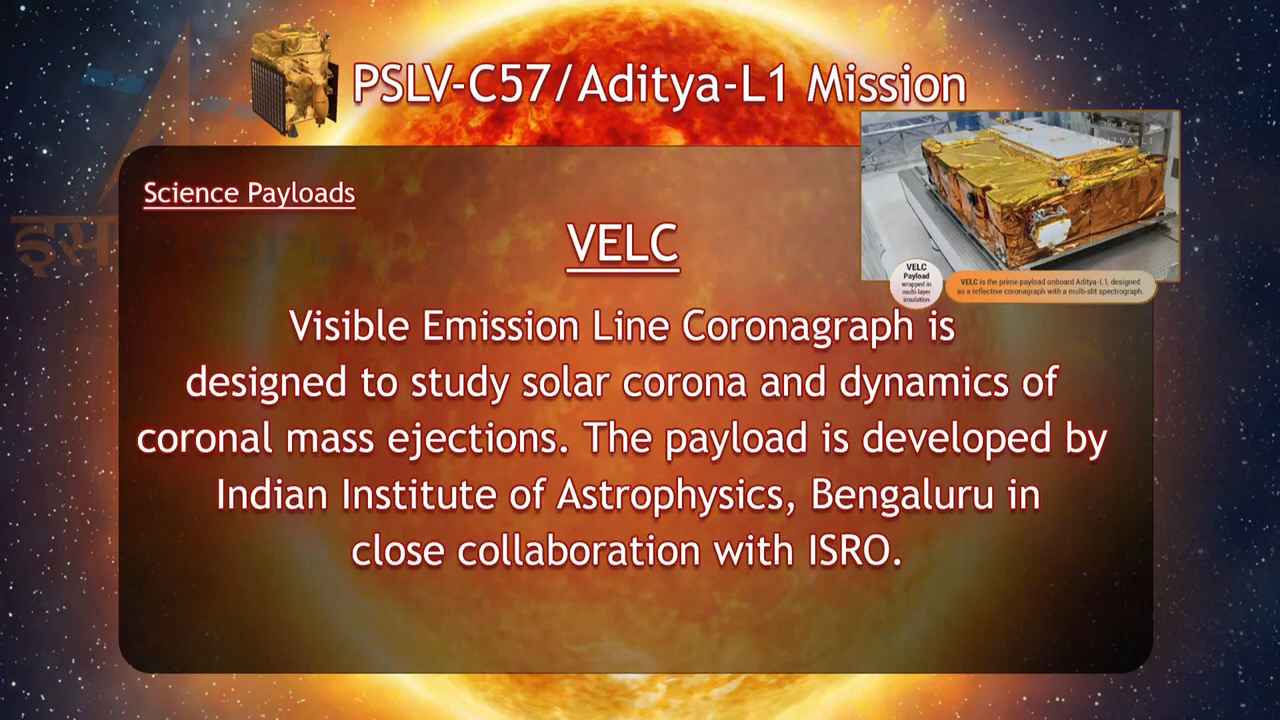 PSLV-C57/Aditya-L1 Mission
ADITYA-L1
Science Payloads
VELC
VELC
Payload
wrapped in
multi-layer
insulation
VELC is the prime payload onboard Aditya-L1, designed
as a reflective coronagraph with a multi-slit spectrograph.
Visible Emission Line Coronagraph is
designed to study solar corona and dynamics of
coronal mass ejections. The payload is developed by
Indian Institute of Astrophysics, Bengaluru in
close collaboration with ISRO.